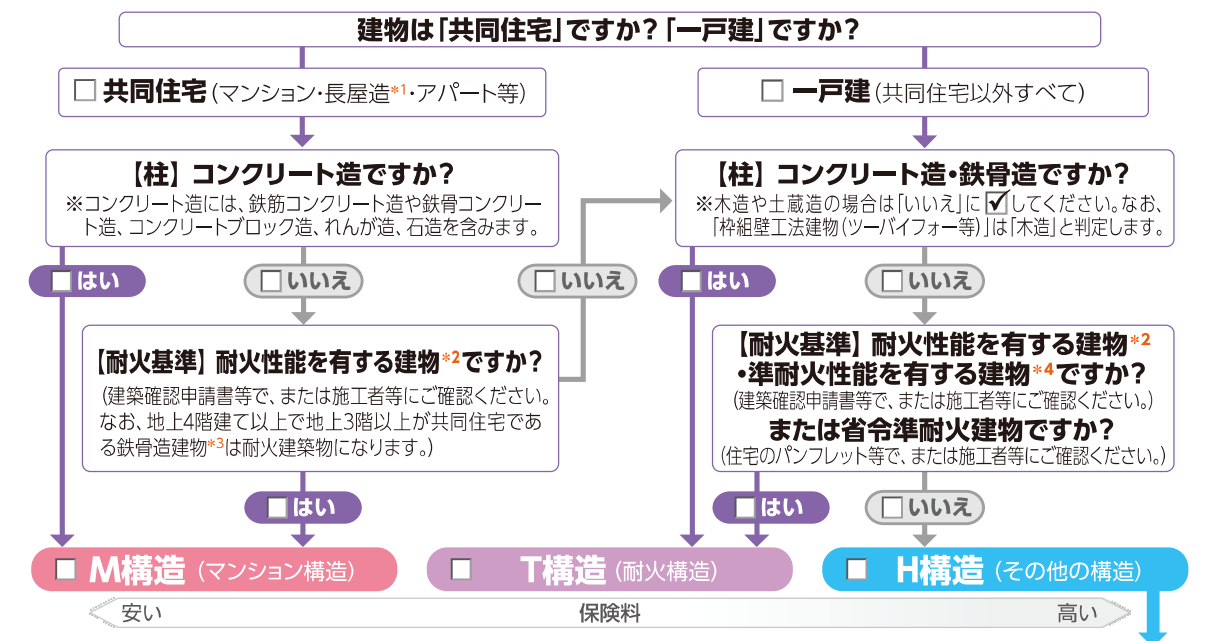 建物は「共同住宅」ですか？「一戸建」ですか？
□ 共同住宅（マンション・長屋造*1・アパート等）
□ 一戸建（共同住宅以外すべて）
【柱】コンクリート造ですか？
※コンクリート造には、鉄筋コンクリート造や鉄骨コンクリー
ト造、コンクリートブロック造、れんが造、石造を含みます。
【柱】コンクリート造・鉄骨造ですか？
※木造や土蔵造の場合は「いいえ」に☑してください。なお、
「枠組壁工法建物（ツーバイフォー等）」は「木造」と判定します。
□はい
□いいえ
□いいえ
□はい
□いいえ
【耐火基準】耐火性能を有する建物*2ですか？
（建築確認申請書等で、または施工者等にご確認ください。
なお、地上4階建て以上で地上3階以上が共同住宅であ
る鉄骨造建物*3は耐火建築物になります。）
【耐火基準】耐火性能を有する建物*2
・準耐火性能を有する建物*4ですか？
（建築確認申請書等で、または施工者等にご確認ください。）
または省令準耐火建物ですか？
（住宅のパンフレット等で、または施工者等にご確認ください。）
□はい
□はい
□いいえ
□ M構造（マンション構造）
□ T構造（耐火構造）
□ H構造（その他の構造）
安い
保険料
高い